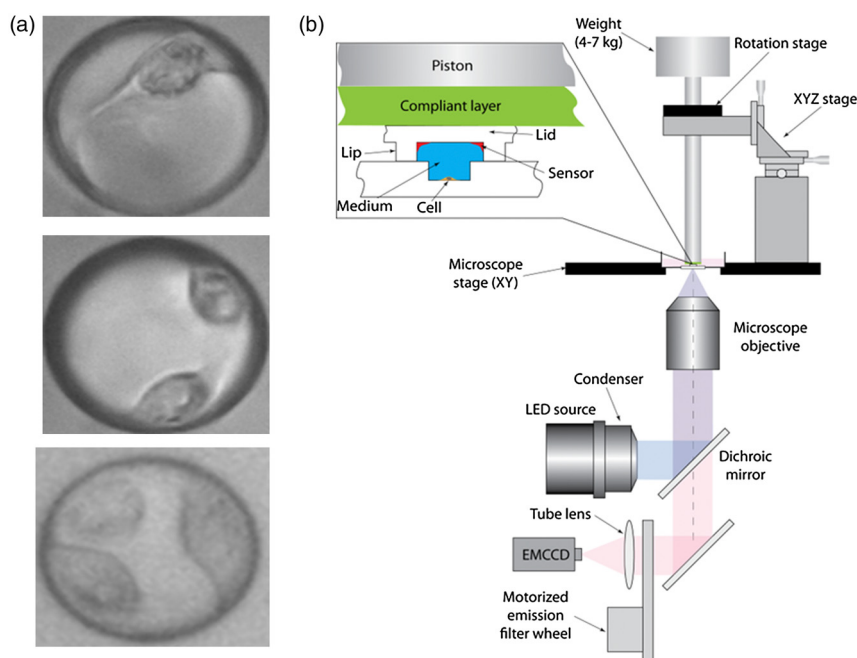 (a)
(b)
Weight
(4-7 kg)
Rotation stage
XYZ stage
Piston
Compliant layer
Lid
Lip
Sensor
Medium
Cell
Microscope
stage (XY)
Microscope
objective
Condenser
LED source
Dichroic
mirror
Tube lens
EMCCD
Motorized
emission
filter wheel